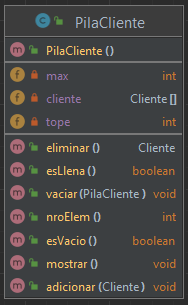 PilaCliente
PilaCliente()
max int
cliente Cliente[]
tope int
eliminar() Cliente
esLlena() boolean
vaciar(PilaCliente) void
nroElem() int
esVacio() boolean
mostrar() void
adicionar(Cliente) void